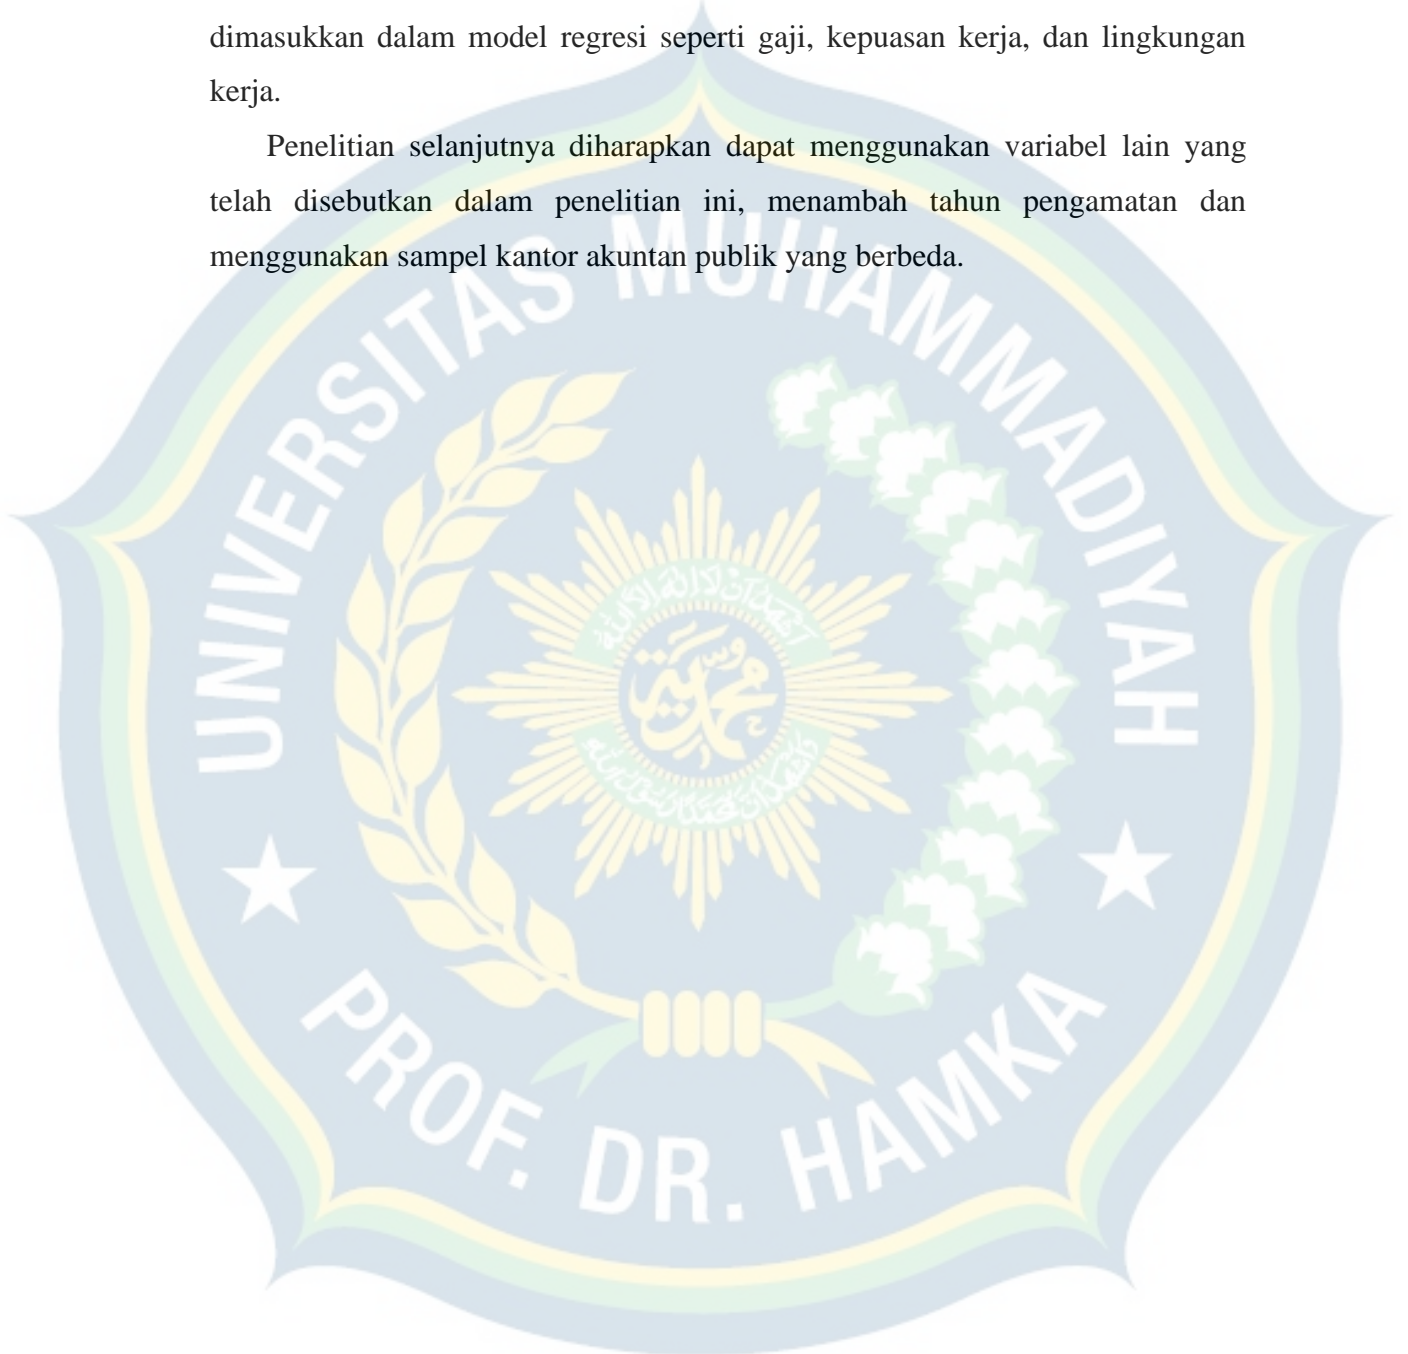 dimasukkan dalam model regresi seperti gaji, kepuasan kerja, dan lingkungan
kerja.
Penelitian selanjutnya diharapkan dapat menggunakan variabel lain yang
telah disebutkan dalam penelitian ini, menambah tahun pengamatan dan
menggunakan sampel kantor akuntan publik yang berbeda.
UNIVERSITAS MUHAMMADIYAH
محمدية
PROF. DR. HAMKA